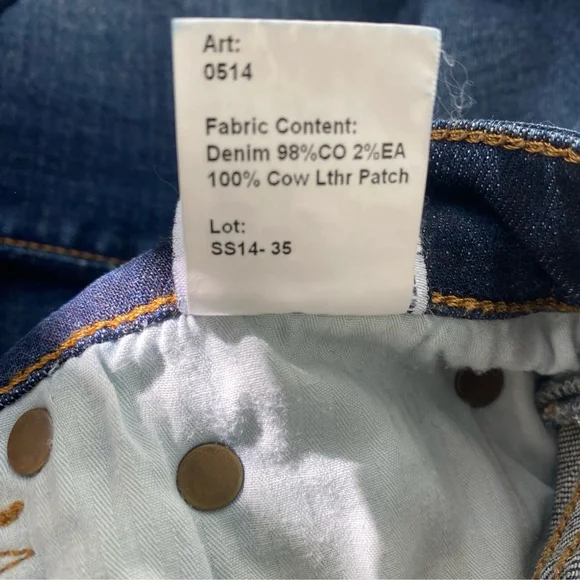 Art:
0514
Fabric Content:
Denim 98%CO 2%EA
100% Cow Lthr Patch
Lot:
SS14- 35